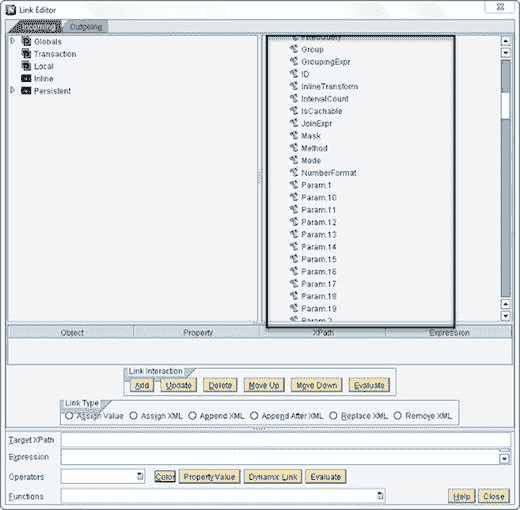 Link Editor
Incoming Outgoing
Globals
Transaction
Local
Inline
Persistent
Group
GroupingExpr
ID
InlineTransform
IntervalCount
IsCachable
JoinExpr
Mask
Method
Mode
NumberFormat
Param.1
Param.10
Param.11
Param.12
Param.13
Param.14
Param.15
Param.16
Param.17
Param.18
Param.19
Param.2
Object Property XPath Expression
Link Interaction
Add Update Delete Move Up Move Down Evaluate
Link Type
Assign Value Assign XML Append XML Append After XML Replace XML Remove XML
Target XPath
Expression
Operators Color Property Value Dynamic Link Evaluate
Functions Help Close